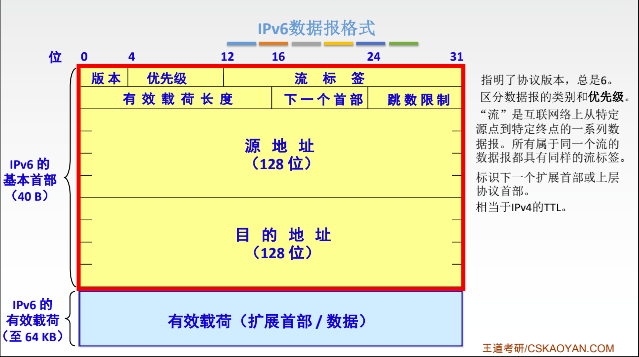 IPv6数据报格式
位 0 4 12 16 24 31
版本 优先级 流 标 签
有 效 载 荷 长 度 下一个首部 跳数限制
源 地 址
(128 位)
目 的 地 址
(128 位)
IPv6 的
基本首部
(40 B)
IPv6 的
有效载荷
(至 64 KB)
有效载荷(扩展首部 / 数据)
指明了协议版本,总是6。
区分数据报的类别和优先级。
“流”是互联网络上从特定
源点到特定终点的一系列数
据报。所有属于同一个流的
数据报都具有同样的流标签。
标识下一个扩展首部或上层
协议首部。
相当于IPv4的TTL。
王道考研/CSKAOYAN.COM